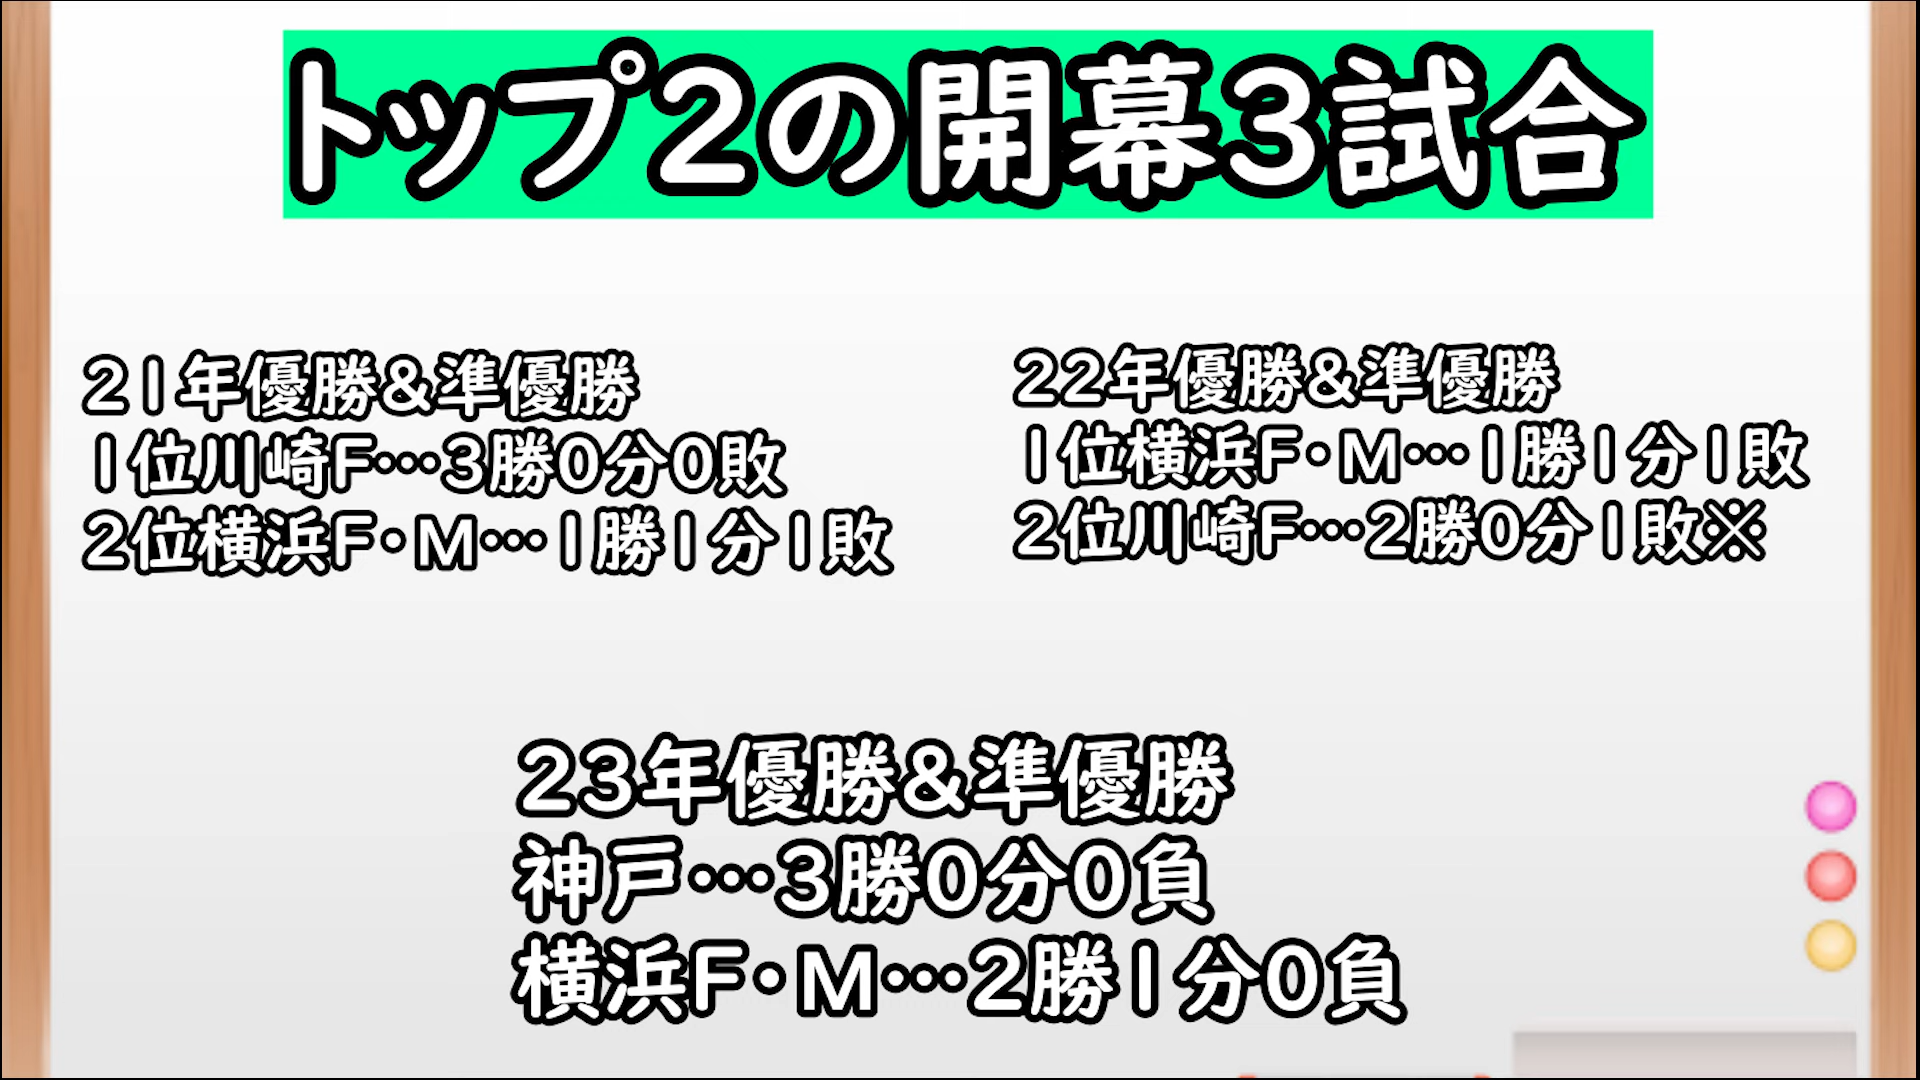 トップ2の開幕3試合
21年優勝&準優勝
1位川崎F…3勝0分0敗
2位横浜F・M…1勝1分1敗
22年優勝&準優勝
1位横浜F・M…1勝1分1敗
2位川崎F…2勝0分1敗※
23年優勝&準優勝
神戸…3勝0分0負
横浜F・M…2勝1分0負